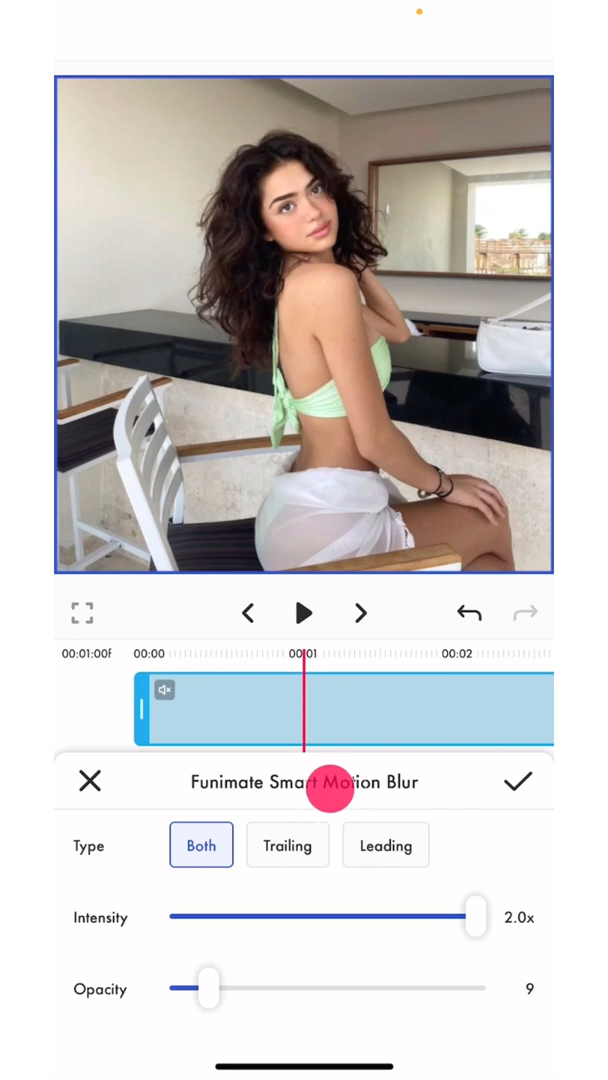 00:01:00f 00:00 00:01 00:02
Funimate Smart Motion Blur
Type Both Trailing Leading
Intensity 2.0x
Opacity 9